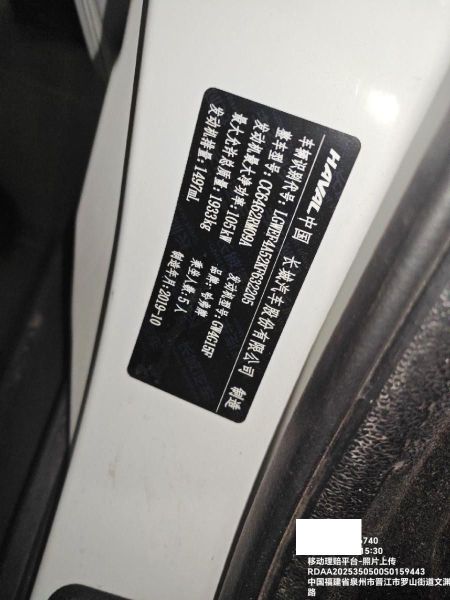 HAVAL 中国 长城汽车股份有限公司 制造
车辆识别代号：LGWEF4A52KF632205
整车型号：CC6462RM09A 发动机型号：GW4G15F
发动机最大净功率：105kW 品牌：哈弗牌
最大允许总质量：1933kg 乘坐人数：5人
发动机排量：1497mL 制造年月：2019-10
740
15:30
移动理赔平台-照片上传
RDAA2025350500S0159443
中国福建省泉州市晋江市罗山街道文渊
路